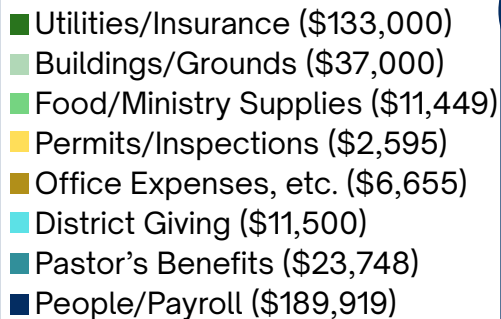 Utilities/Insurance ($133,000)
Buildings/Grounds ($37,000)
Food/Ministry Supplies ($11,449)
Permits/Inspections ($2,595)
Office Expenses, etc. ($6,655)
District Giving ($11,500)
Pastor’s Benefits ($23,748)
People/Payroll ($189,919)